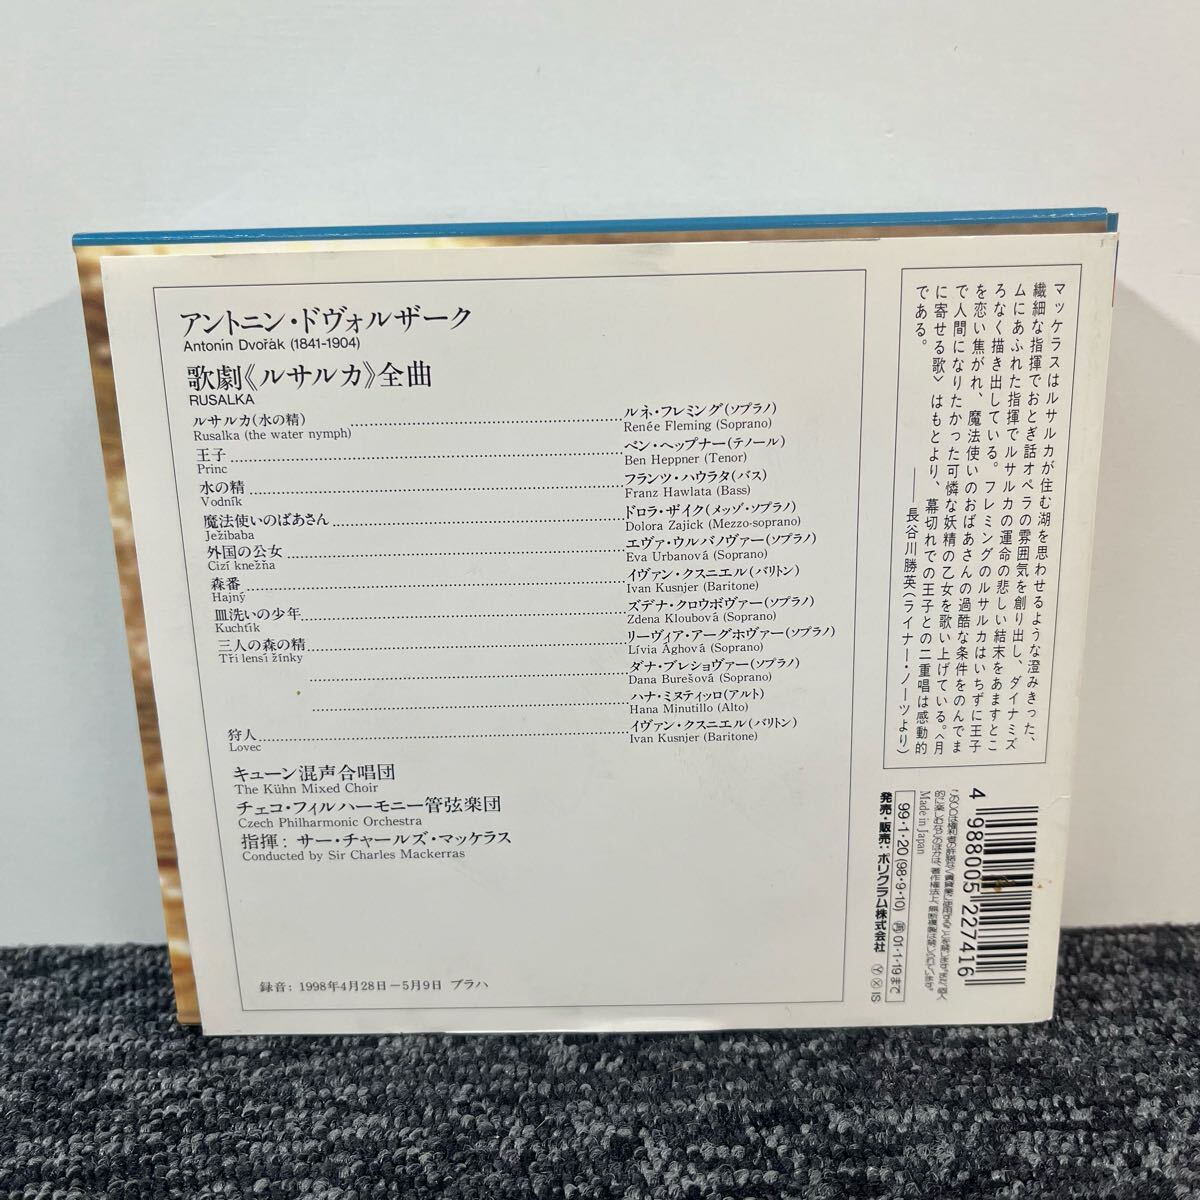 アントニン・ドヴォルザーク
Antonín Dvořák (1841-1904)
歌劇《ルサルカ》全曲
RUSALKA
ルサルカ(水の精) ルネ・フレミング(ソプラノ)
Rusalka (the water nymph) Renée Fleming (Soprano)
王子 ベン・ヘップナー(テノール)
Princ Ben Heppner (Tenor)
水の精 フランツ・ハウラタ(バス)
Vodník Franz Hawlata (Bass)
魔法使いのばあさん ドロラ・ザイク(メッゾ・ソプラノ)
Ježibaba Dolora Zajick (Mezzo-soprano)
外国の公女 エヴァ・ウルバノヴァー(ソプラノ)
Cizí knežňa Eva Urbanová (Soprano)
森番 イヴァン・クスニエル(バリトン)
Hajný Ivan Kusnjer (Baritone)
皿洗いの少年 ズデナ・クロウボヴァー(ソプラノ)
Kuchtík Zdena Kloubová (Soprano)
三人の森の精 リーヴィア・アーグホヴァー(ソプラノ)
Tři lensí žínky Lívia Ághová (Soprano)
ダナ・ブレショヴァー(ソプラノ)
Dana Burešová (Soprano)
ハナ・ミヌティッロ(アルト)
Hana Minutillo (Alto)
狩人 イヴァン・クスニエル(バリトン)
Lovec Ivan Kusnjer (Baritone)
キューン混声合唱団
The Kühn Mixed Choir
チェコ・フィルハーモニー管弦楽団
Czech Philharmonic Orchestra
指揮: サー・チャールズ・マッケラス
Conducted by Sir Charles Mackerras
録音: 1998年4月28日-5月9日 プラハ
マッケラスはルサルカが住む湖を思わせるような澄みきった、
繊細な指揮でおとぎ話オペラの雰囲気を創り出し、ダイナミズ
ムにあふれた指揮でルサルカの運命の悲しい結末をあますとこ
ろなく描き出している。フレミングのルサルカはいちずに王子
を恋い焦がれ、魔法使いのおばあさんの過酷な条件をのんでま
で人間になりたかった可憐な妖精の乙女を歌い上げている。〈月
に寄せる歌〉はもとより、幕切れでの王子との二重唱は感動的
である。
——長谷川勝英(ライナー・ノーツより)
4 988005 227416
Made in Japan
99・1・20(98・9・10) 再 01・1・19まで
発売・販売:ポリグラム株式会社
Y X IS